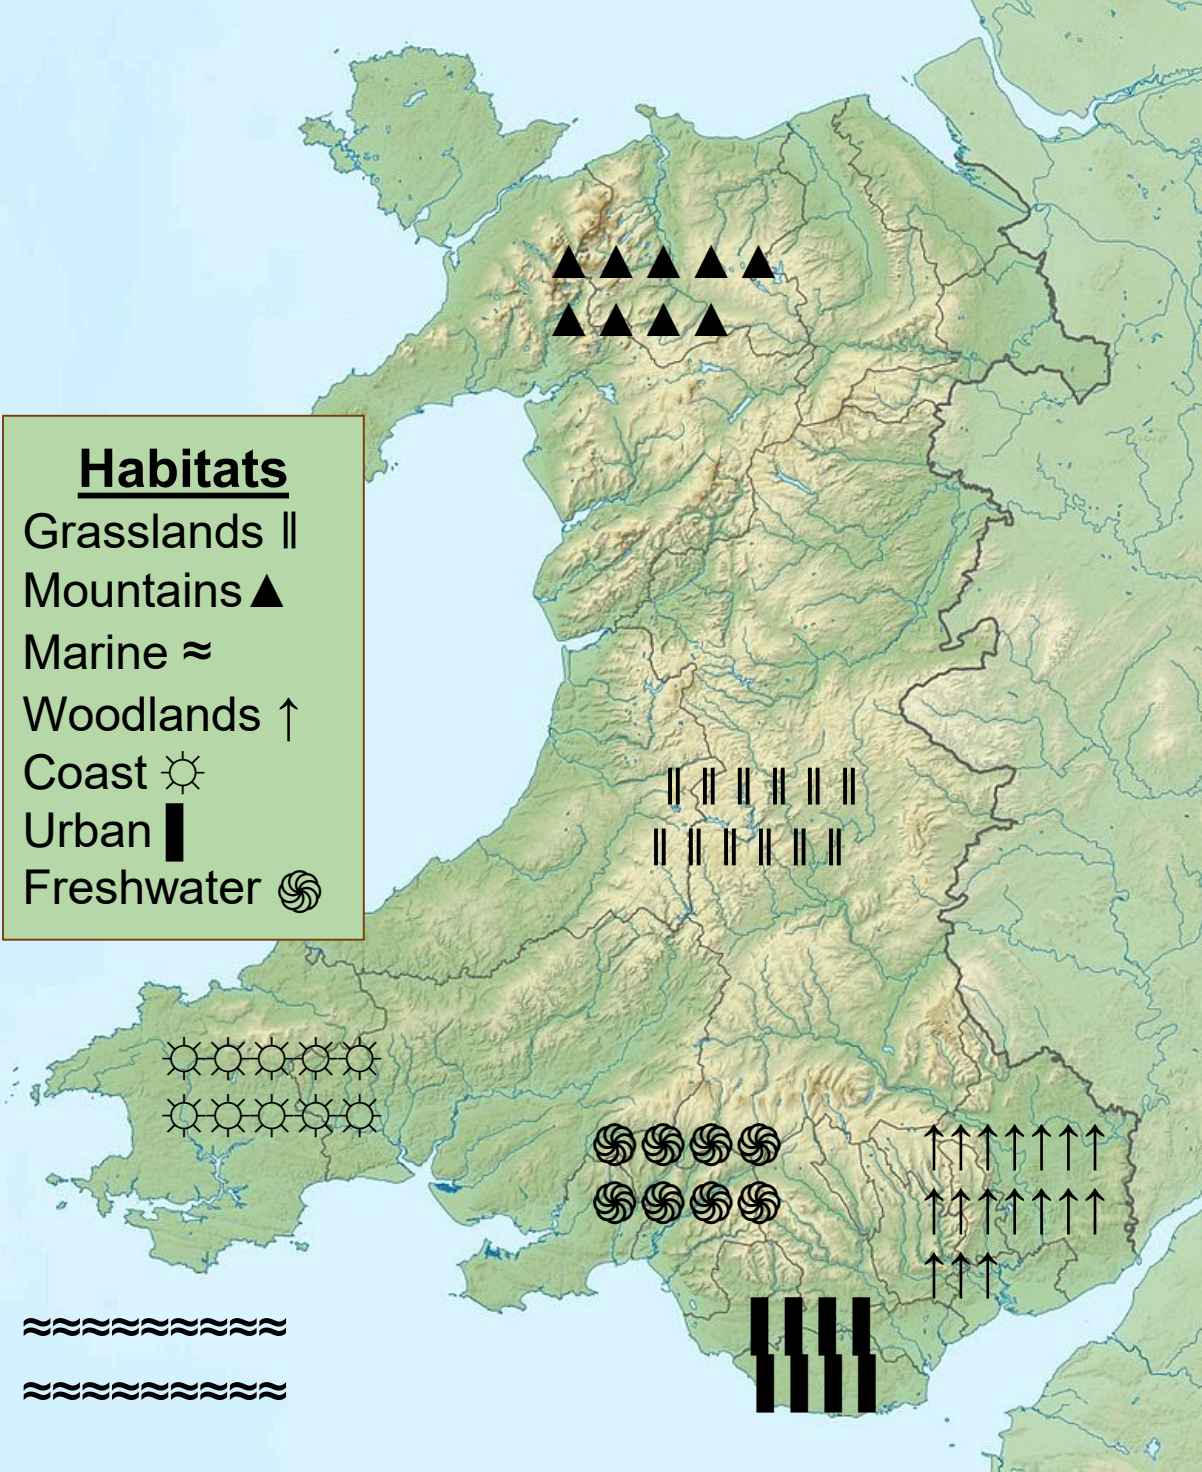 Habitats
Grasslands ǁ
Mountains ▲
Marine ≈
Woodlands ↑
Coast ☼
Urban ▌
Freshwater ֍
▲ ▲ ▲ ▲ ▲
▲ ▲ ▲ ▲
ǁ ǁ ǁ ǁ ǁ ǁ
ǁ ǁ ǁ ǁ ǁ ǁ
☼☼☼☼☼
☼☼☼☼☼
֍֍֍֍
֍֍֍֍
↑↑↑↑↑↑↑
↑↑↑↑↑↑↑
↑↑↑
▌▌▌▌
▌▌▌▌
≈≈≈≈≈≈≈≈≈
≈≈≈≈≈≈≈≈≈